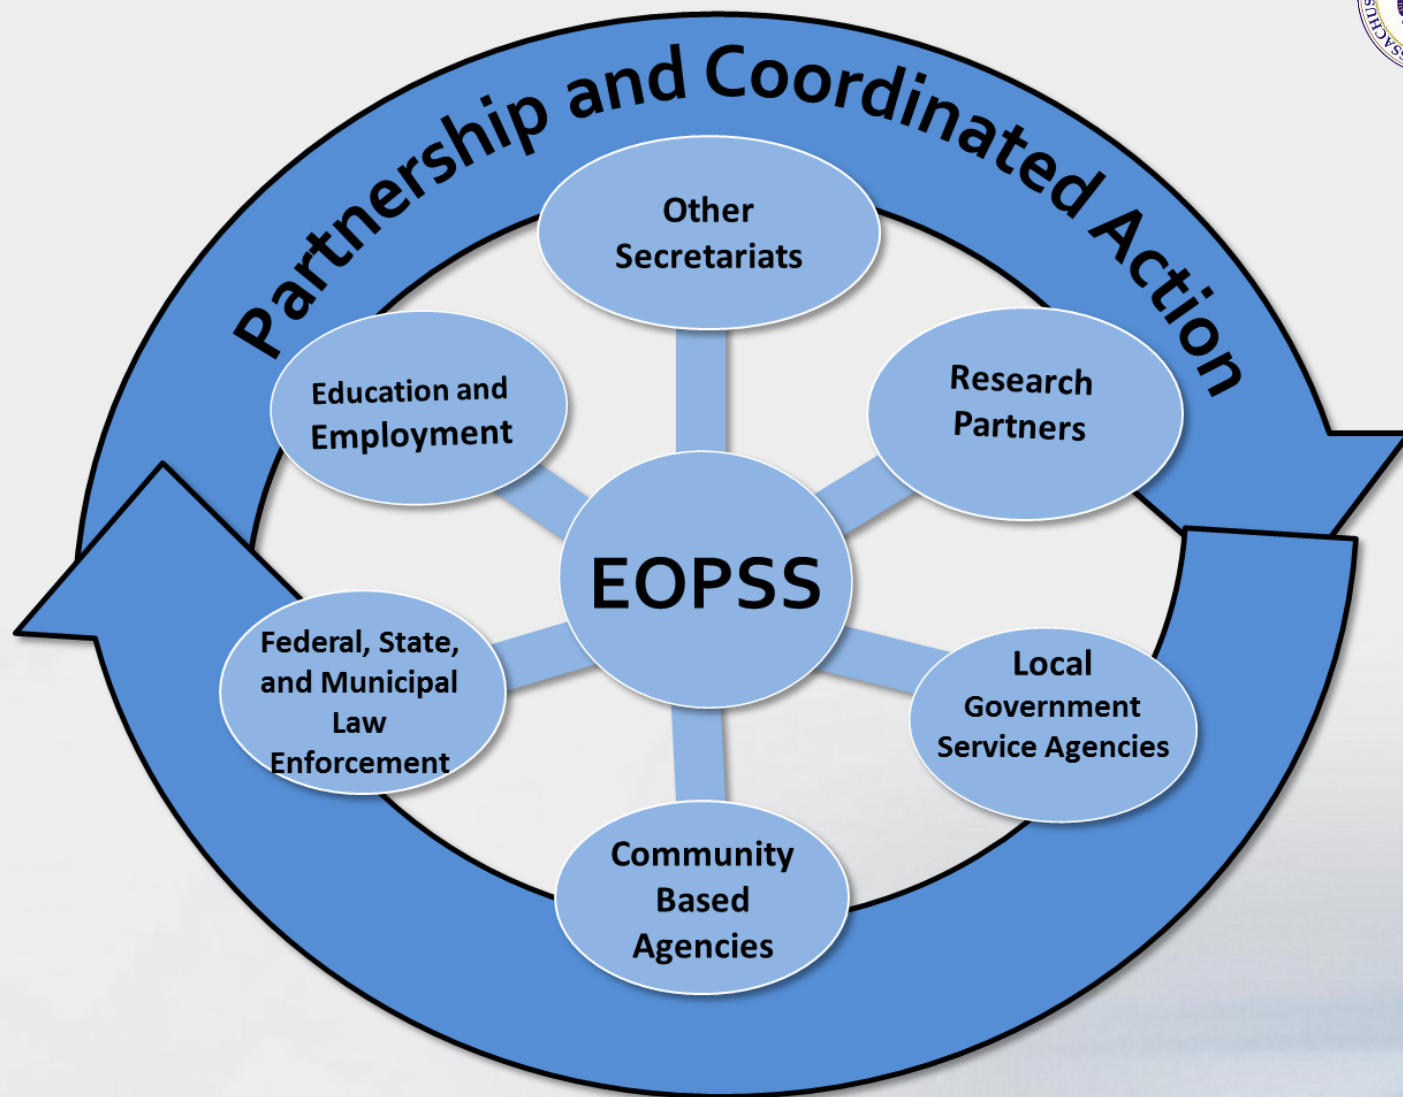 Partnership and Coordinated Action
Other
Secretariats
Research
Partners
Education and
Employment
EOPSS
Local
Government
Service Agencies
Federal, State,
and Municipal
Law
Enforcement
Community
Based
Agencies